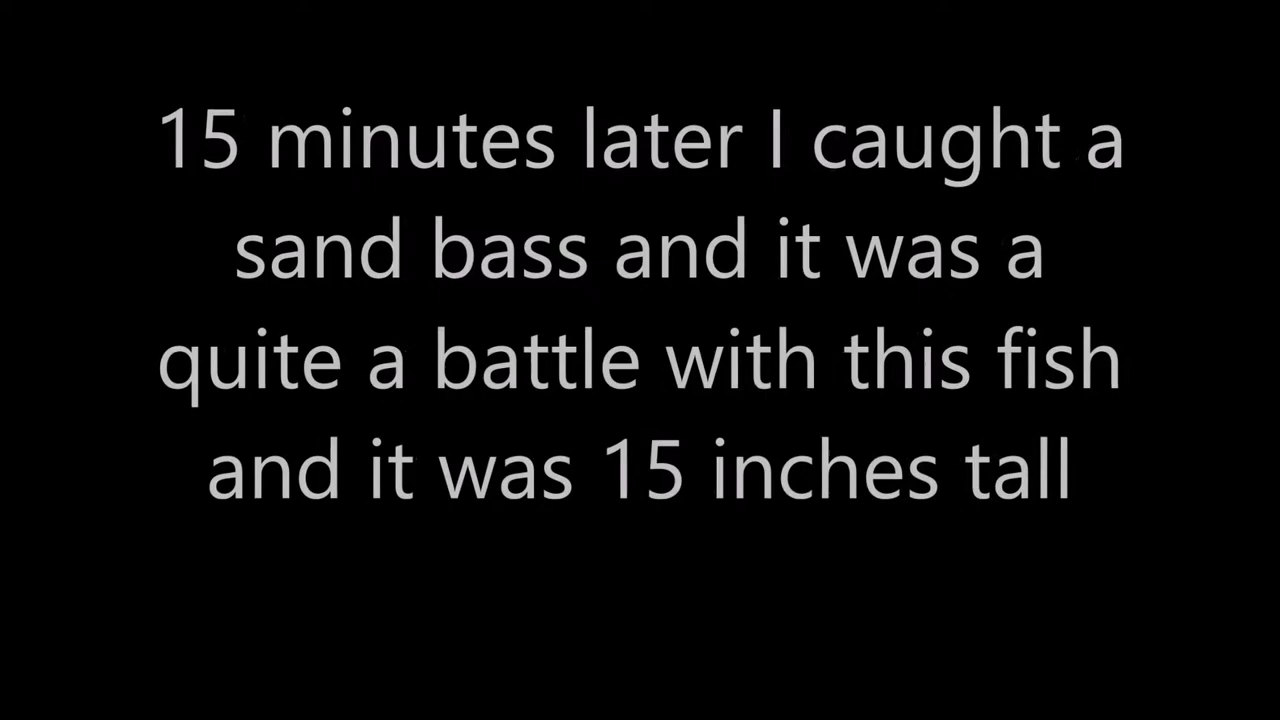 15 minutes later I caught a
sand bass and it was a
quite a battle with this fish
and it was 15 inches tall